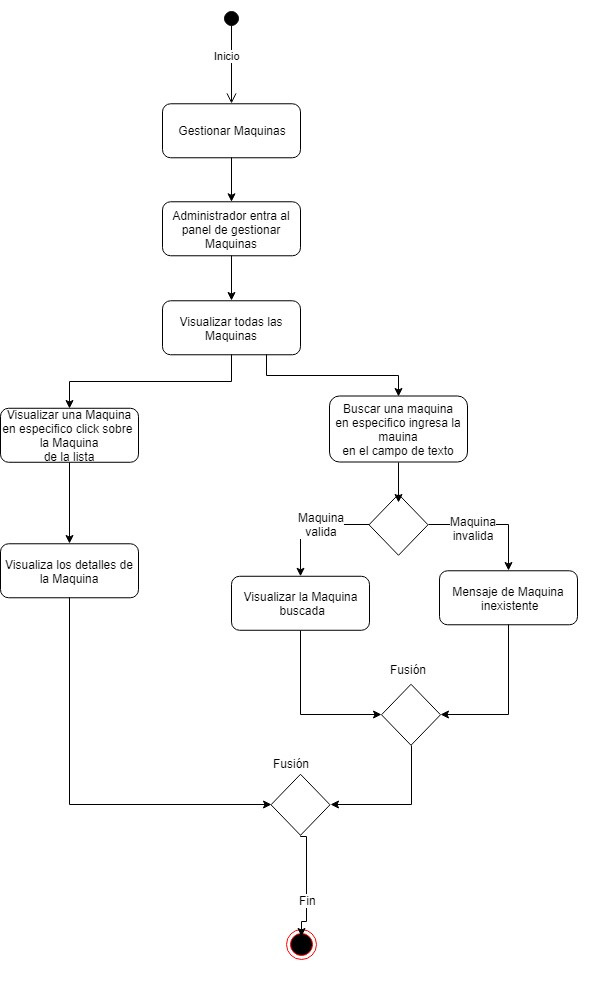 Inicio
Gestionar Maquinas
Administrador entra al
panel de gestionar
Maquinas
Visualizar todas las
Maquinas
Visualizar una Maquina
en especifico click sobre
la Maquina
de la lista
Buscar una maquina
en especifico ingresa la
mauina
en el campo de texto
Maquina
valida
Maquina
invalida
Visualiza los detalles de
la Maquina
Visualizar la Maquina
buscada
Mensaje de Maquina
inexistente
Fusión
Fusión
Fin